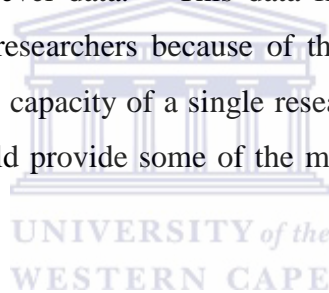 ever data. This data
researchers because of th
capacity of a single resea
ld provide some of the m
UNIVERSITY of the
WESTERN CAPE